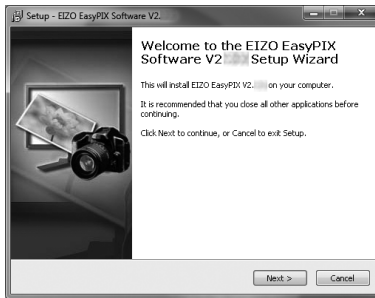 Setup - EIZO EasyPIX Software V2.
Welcome to the EIZO EasyPIX
Software V2 Setup Wizard
This will install EIZO EasyPIX V2. on your computer.
It is recommended that you close all other applications before
continuing.
Click Next to continue, or Cancel to exit Setup.
Next >
Cancel